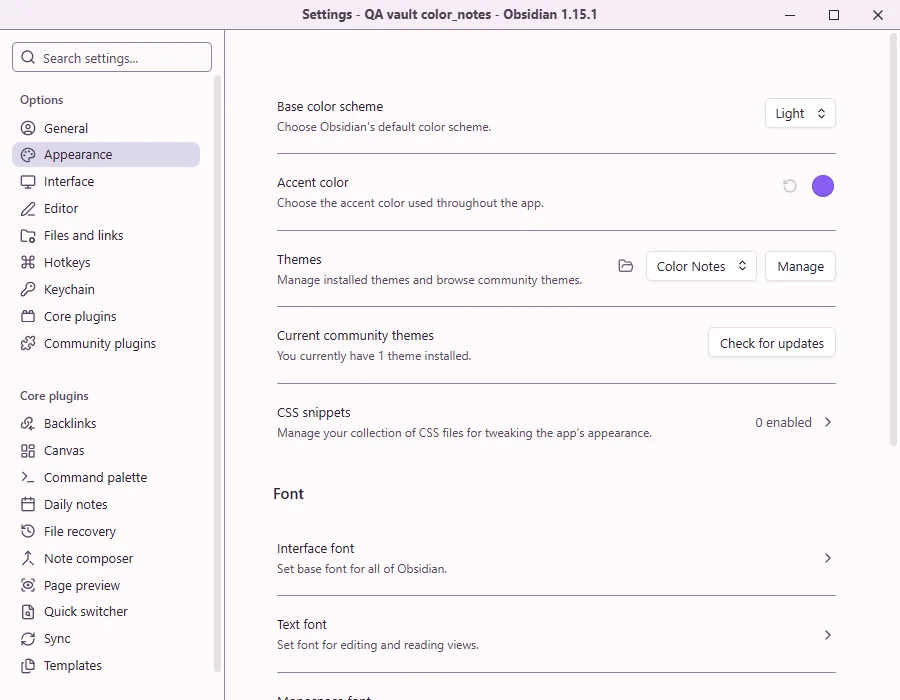 Settings - QA vault color_notes - Obsidian 1.15.1
Search settings...
Options
General
Appearance
Interface
Editor
Files and links
Hotkeys
Keychain
Core plugins
Community plugins
Core plugins
Backlinks
Canvas
Command palette
Daily notes
File recovery
Note composer
Page preview
Quick switcher
Sync
Templates
Base color scheme
Choose Obsidian's default color scheme.
Light
Accent color
Choose the accent color used throughout the app.
Themes
Manage installed themes and browse community themes.
Color Notes
Manage
Current community themes
You currently have 1 theme installed.
Check for updates
CSS snippets
Manage your collection of CSS files for tweaking the app's appearance.
0 enabled
Font
Interface font
Set base font for all of Obsidian.
Text font
Set font for editing and reading views.
Monospace font